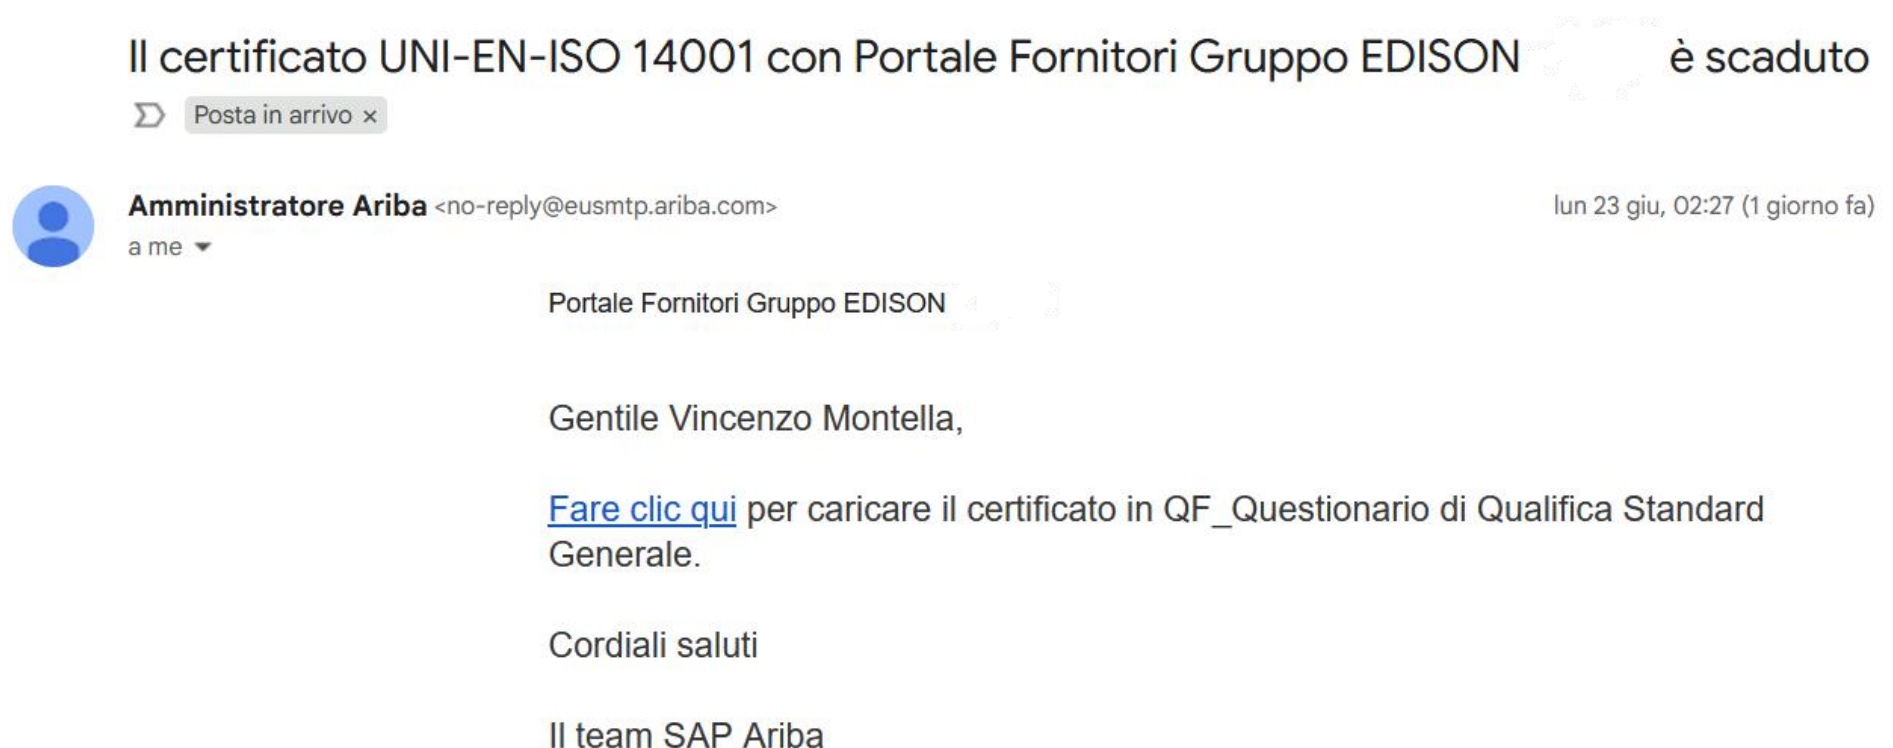 Il certificato UNI-EN-ISO 14001 con Portale Fornitori Gruppo EDISON è scaduto
Posta in arrivo ×
Amministratore Ariba <no-reply@eusmtp.ariba.com>
lun 23 giu, 02:27 (1 giorno fa)
a me
Portale Fornitori Gruppo EDISON
Gentile Vincenzo Montella,
Fare clic qui per caricare il certificato in QF_Questionario di Qualifica Standard
Generale.
Cordiali saluti
Il team SAP Ariba